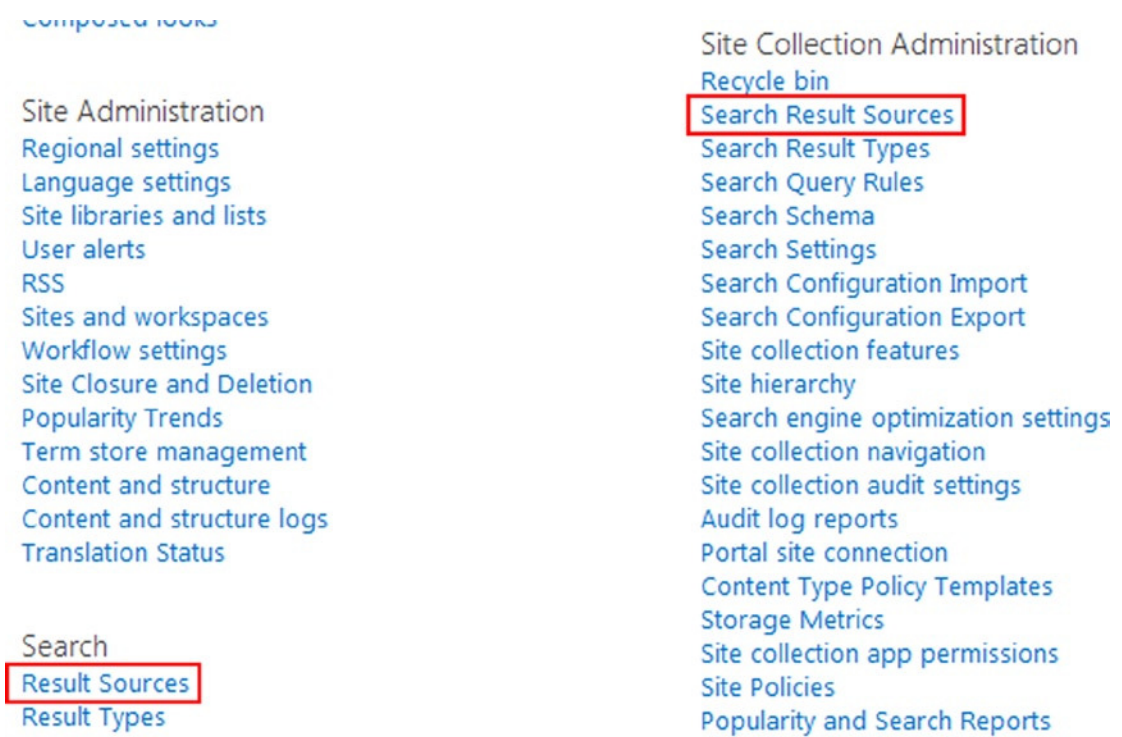 Composed looks
Site Administration
Regional settings
Language settings
Site libraries and lists
User alerts
RSS
Sites and workspaces
Workflow settings
Site Closure and Deletion
Popularity Trends
Term store management
Content and structure
Content and structure logs
Translation Status
Search
Result Sources
Result Types
Site Collection Administration
Recycle bin
Search Result Sources
Search Result Types
Search Query Rules
Search Schema
Search Settings
Search Configuration Import
Search Configuration Export
Site collection features
Site hierarchy
Search engine optimization settings
Site collection navigation
Site collection audit settings
Audit log reports
Portal site connection
Content Type Policy Templates
Storage Metrics
Site collection app permissions
Site Policies
Popularity and Search Reports